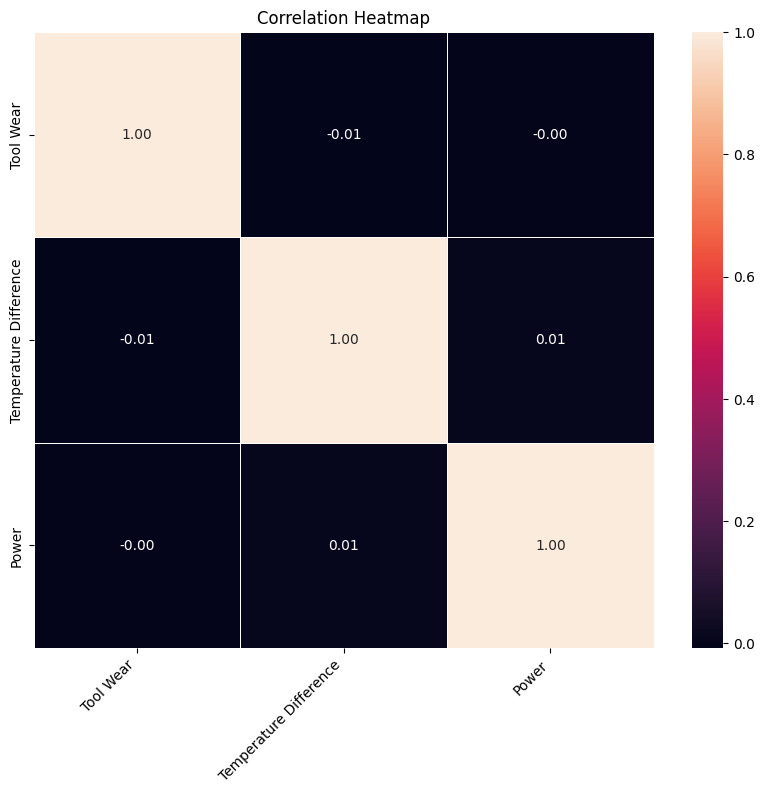 Correlation Heatmap
Tool Wear
1.00
-0.01
-0.00
Temperature Difference
-0.01
1.00
0.01
Power
-0.00
0.01
1.00
Tool Wear
Temperature Difference
Power
1.0
0.8
0.6
0.4
0.2
0.0